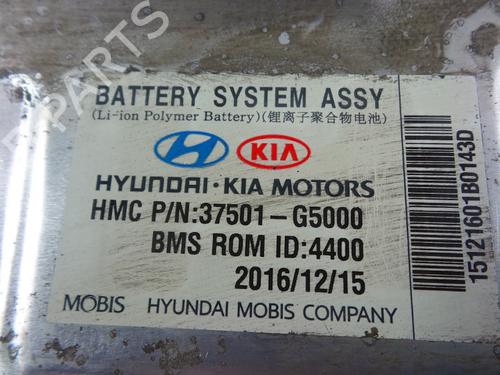 BATTERY SYSTEM ASSY
(Li-ion Polymer Battery)(锂离子聚合物电池)
KIA
HYUNDAI·KIA MOTORS
HMC P/N:37501-G5000
BMS ROM ID:4400
2016/12/15
MOBIS HYUNDAI MOBIS COMPANY
15121601B0143D
B PARTS